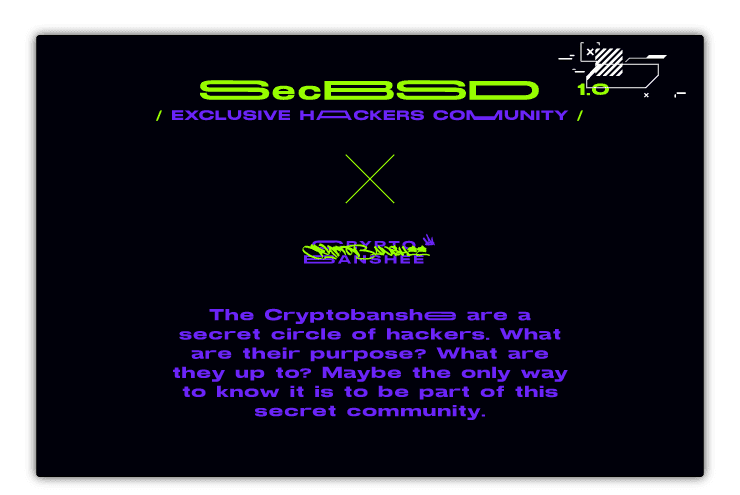 SecBSD 1.0
/ EXCLUSIVE HACKERS COMMUNITY /
CRYPTO
BANSHEE
The Cryptobanshee are a
secret circle of hackers. What
are their purpose? What are
they up to? Maybe the only way
to know it is to be part of this
secret community.